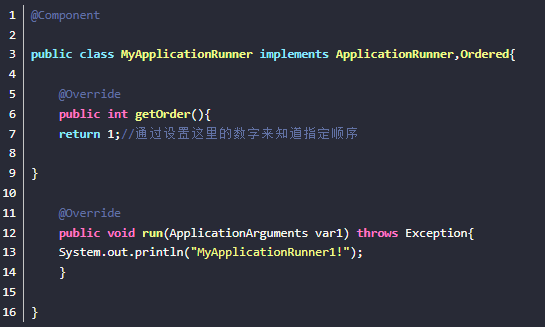 1 @Component
2
3 public class MyApplicationRunner implements ApplicationRunner,Ordered{
4
5 @Override
6 public int getOrder(){
7 return 1;//通过设置这里的数字来知道指定顺序
8
9 }
10
11 @Override
12 public void run(ApplicationArguments var1) throws Exception{
13 System.out.println("MyApplicationRunner1!");
14 }
15
16 }